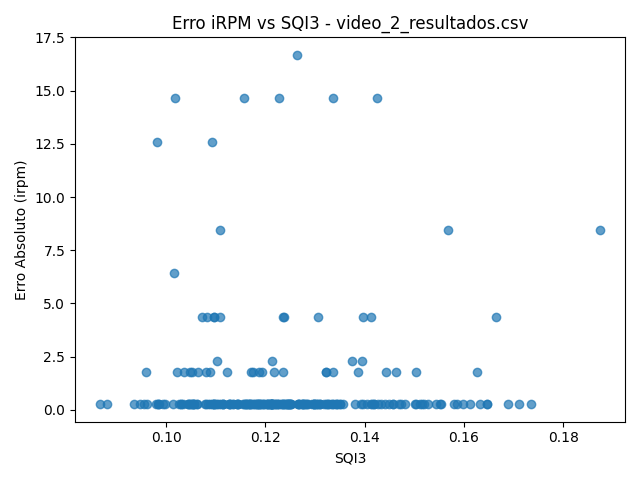 Erro iRPM vs SQI3 - video_2_resultados.csv
Erro Absoluto (irpm)
17.5
15.0
12.5
10.0
7.5
5.0
2.5
0.0
0.10 0.12 0.14 0.16 0.18
SQI3